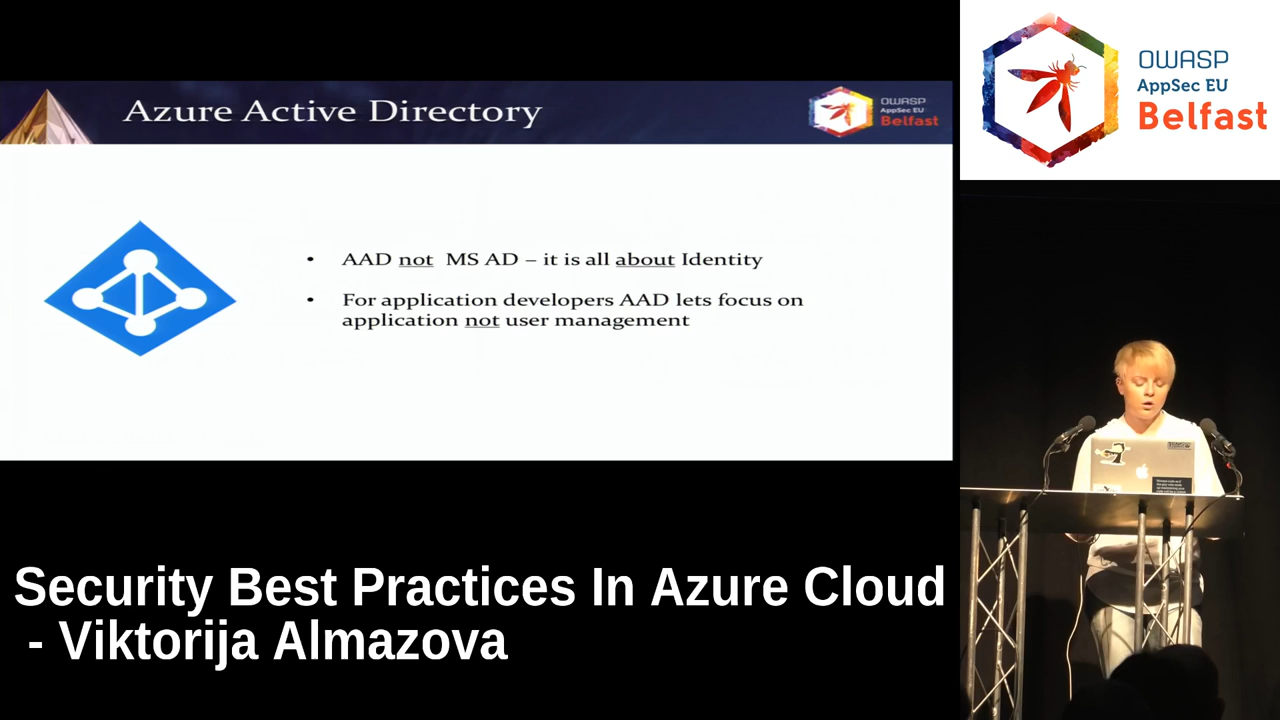 Azure Active Directory
OWASP
AppSec EU
Belfast
• AAD not MS AD – it is all about Identity
• For application developers AAD lets focus on
application not user management
Security Best Practices In Azure Cloud
- Viktorija Almazova
OWASP
AppSec EU
Belfast